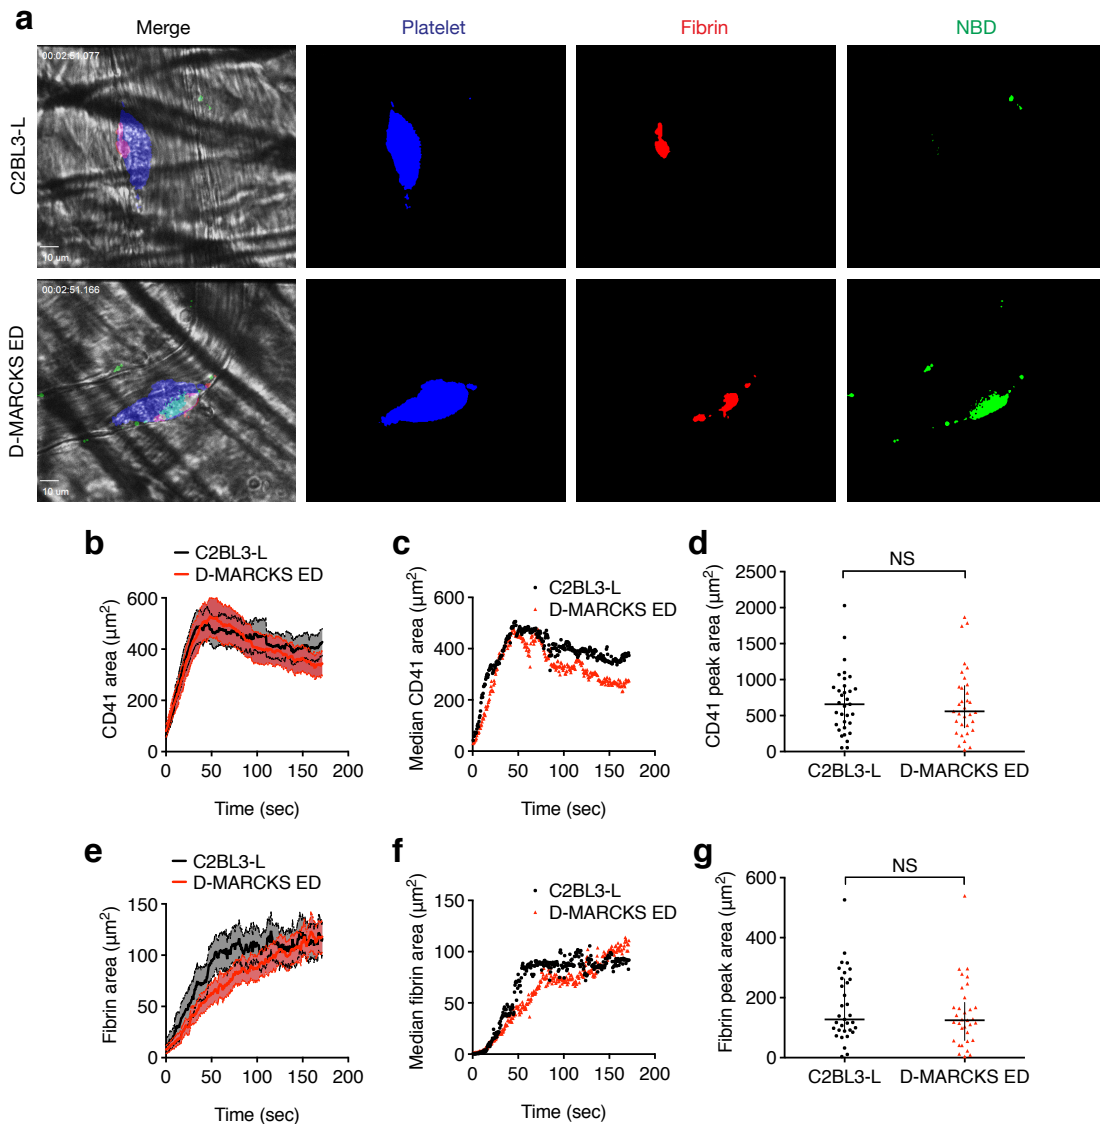 a
Merge
Platelet
Fibrin
NBD
C2BL3-L
00:02:51.077
10 um
D-MARCKS ED
00:02:51.166
10 um
b
C2BL3-L
D-MARCKS ED
CD41 area (µm²)
600
400
200
0
0 50 100 150 200
Time (sec)
c
C2BL3-L
D-MARCKS ED
Median CD41 area (µm²)
600
400
200
0
0 50 100 150 200
Time (sec)
d
NS
CD41 peak area (µm²)
2500
2000
1500
1000
500
0
C2BL3-L D-MARCKS ED
e
C2BL3-L
D-MARCKS ED
Fibrin area (µm²)
150
100
50
0
0 50 100 150 200
Time (sec)
f
C2BL3-L
D-MARCKS ED
Median fibrin area (µm²)
150
100
50
0
0 50 100 150 200
Time (sec)
g
NS
Fibrin peak area (µm²)
600
400
200
0
C2BL3-L D-MARCKS ED